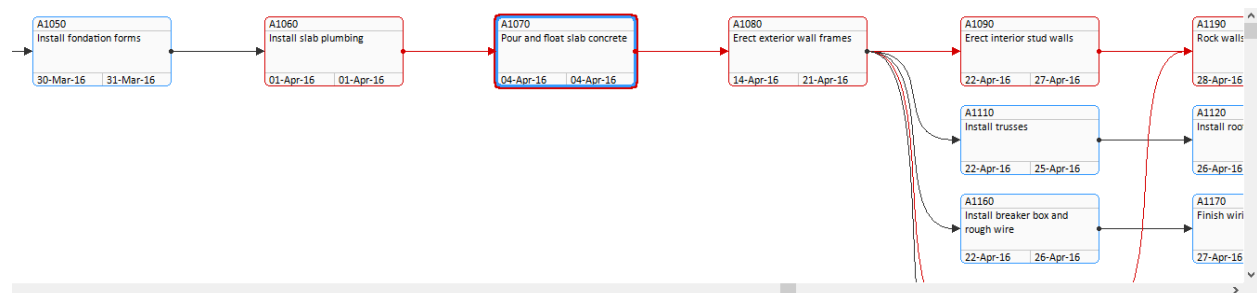 A1050
Install fondation forms
30-Mar-16 31-Mar-16
A1060
Install slab plumbing
01-Apr-16 01-Apr-16
A1070
Pour and float slab concrete
04-Apr-16 04-Apr-16
A1080
Erect exterior wall frames
14-Apr-16 21-Apr-16
A1090
Erect interior stud walls
22-Apr-16 27-Apr-16
A1190
Rock walls
28-Apr-16
A1110
Install trusses
22-Apr-16 25-Apr-16
A1120
Install roo
26-Apr-16
A1160
Install breaker box and
rough wire
22-Apr-16 26-Apr-16
A1170
Finish wiri
27-Apr-16